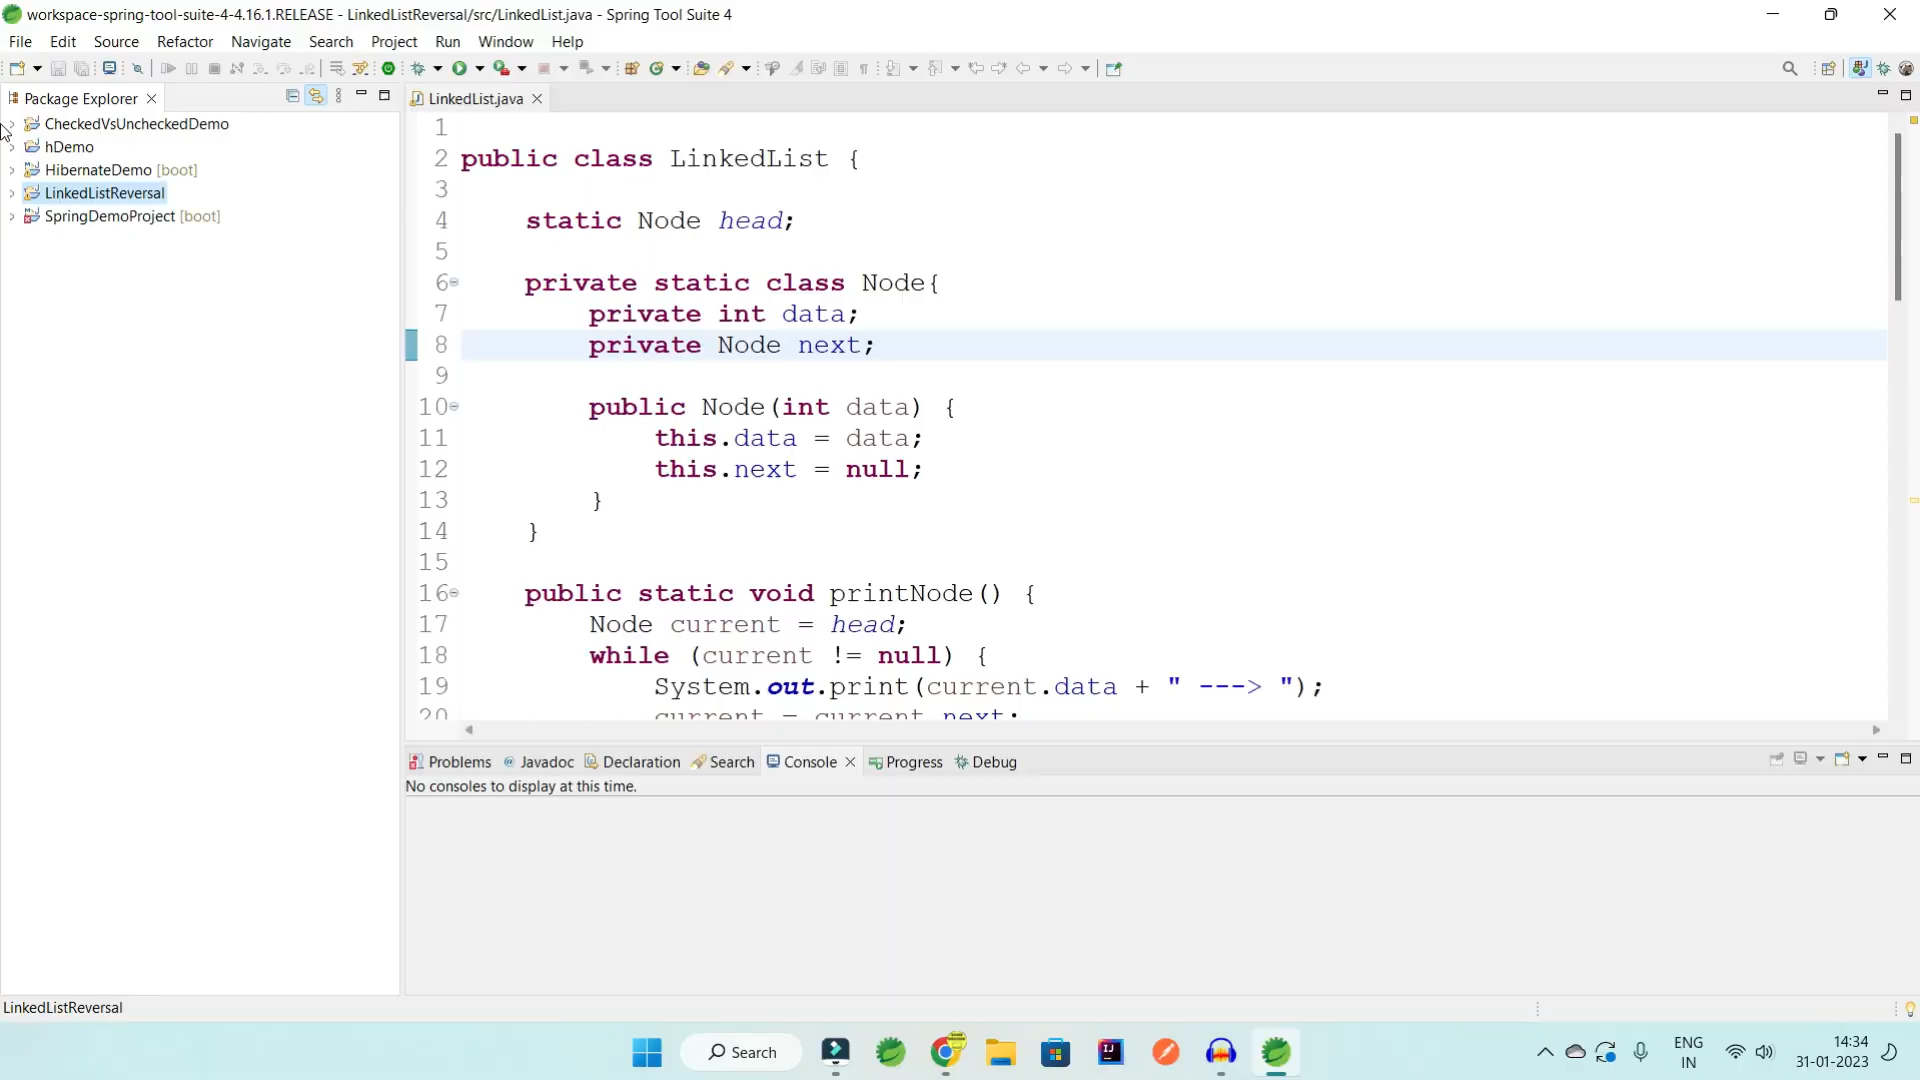 workspace-spring-tool-suite-4-4.16.1.RELEASE - LinkedListReversal/src/LinkedList.java - Spring Tool Suite 4
File Edit Source Refactor Navigate Search Project Run Window Help
Package Explorer
LinkedList.java
CheckedVsUncheckedDemo
hDemo
HibernateDemo [boot]
LinkedListReversal
SpringDemoProject [boot]
1
2 public class LinkedList {
3
4 static Node head;
5
6 private static class Node{
7 private int data;
8 private Node next;
9
10 public Node(int data) {
11 this.data = data;
12 this.next = null;
13 }
14 }
15
16 public static void printNode() {
17 Node current = head;
18 while (current != null) {
19 System.out.print(current.data + " ---> ");
20 current = current.next;
Problems Javadoc Declaration Search Console Progress Debug
No consoles to display at this time.
LinkedListReversal
Search
ENG
IN
14:34
31-01-2023